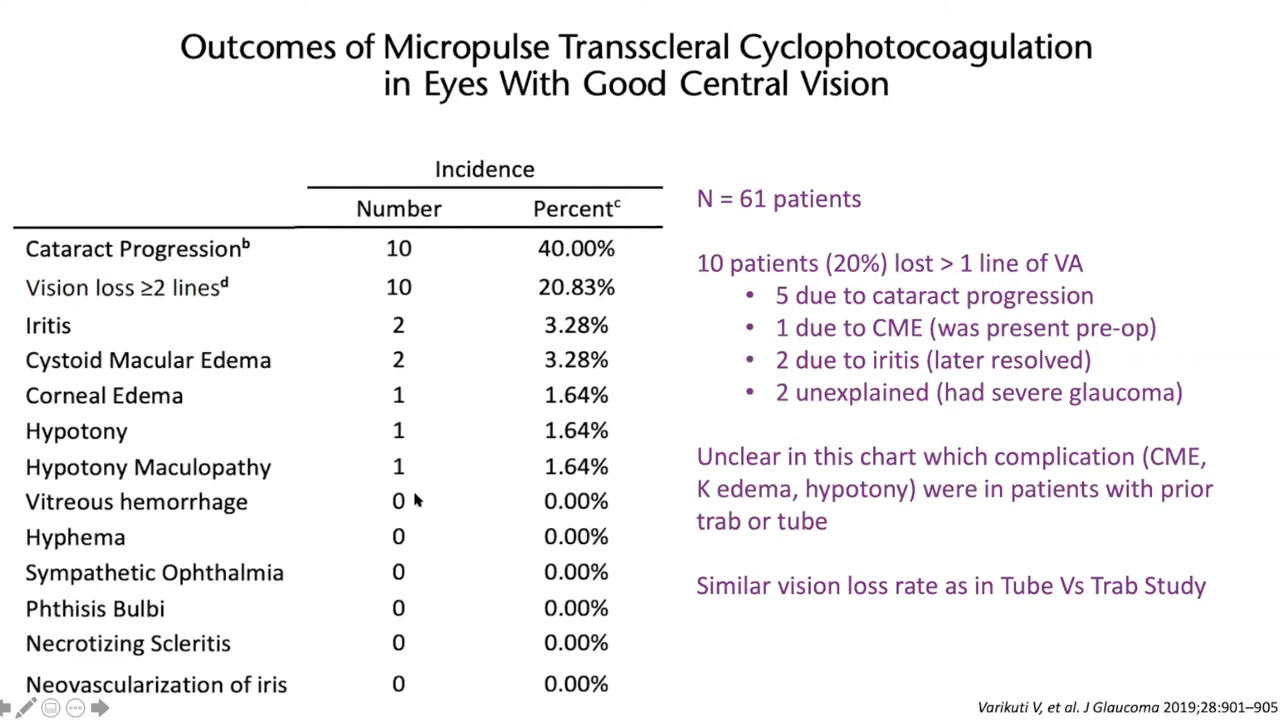 Outcomes of Micropulse Transscleral Cyclophotocoagulation
in Eyes With Good Central Vision
Incidence
Number Percentᶜ
Cataract Progressionᵇ 10 40.00%
Vision loss ≥2 linesᵈ 10 20.83%
Iritis 2 3.28%
Cystoid Macular Edema 2 3.28%
Corneal Edema 1 1.64%
Hypotony 1 1.64%
Hypotony Maculopathy 1 1.64%
Vitreous hemorrhage 0 0.00%
Hyphema 0 0.00%
Sympathetic Ophthalmia 0 0.00%
Phthisis Bulbi 0 0.00%
Necrotizing Scleritis 0 0.00%
Neovascularization of iris 0 0.00%
N = 61 patients
10 patients (20%) lost > 1 line of VA
• 5 due to cataract progression
• 1 due to CME (was present pre-op)
• 2 due to iritis (later resolved)
• 2 unexplained (had severe glaucoma)
Unclear in this chart which complication (CME,
K edema, hypotony) were in patients with prior
trab or tube
Similar vision loss rate as in Tube Vs Trab Study
Varikuti V, et al. J Glaucoma 2019;28:901–905